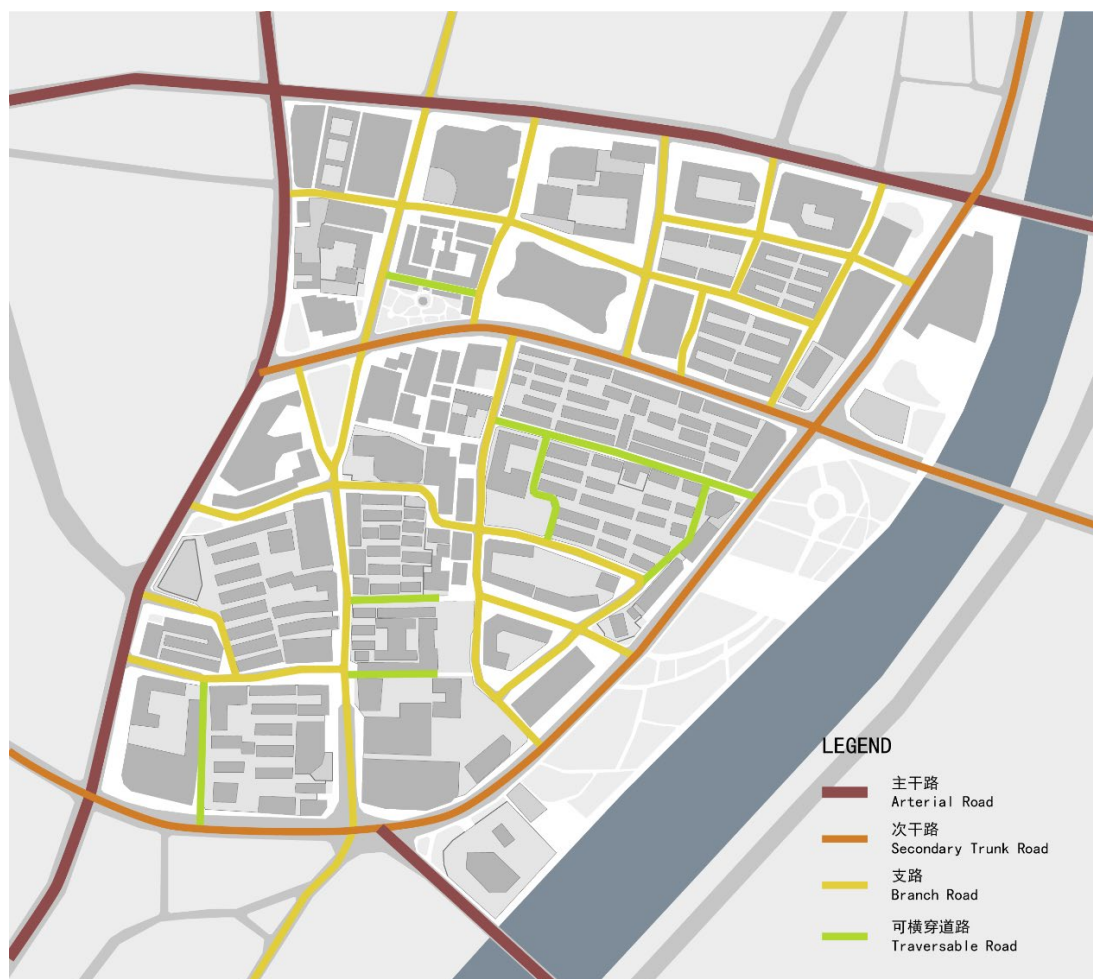 LEGEND
主干路
Arterial Road
次干路
Secondary Trunk Road
支路
Branch Road
可横穿道路
Traversable Road